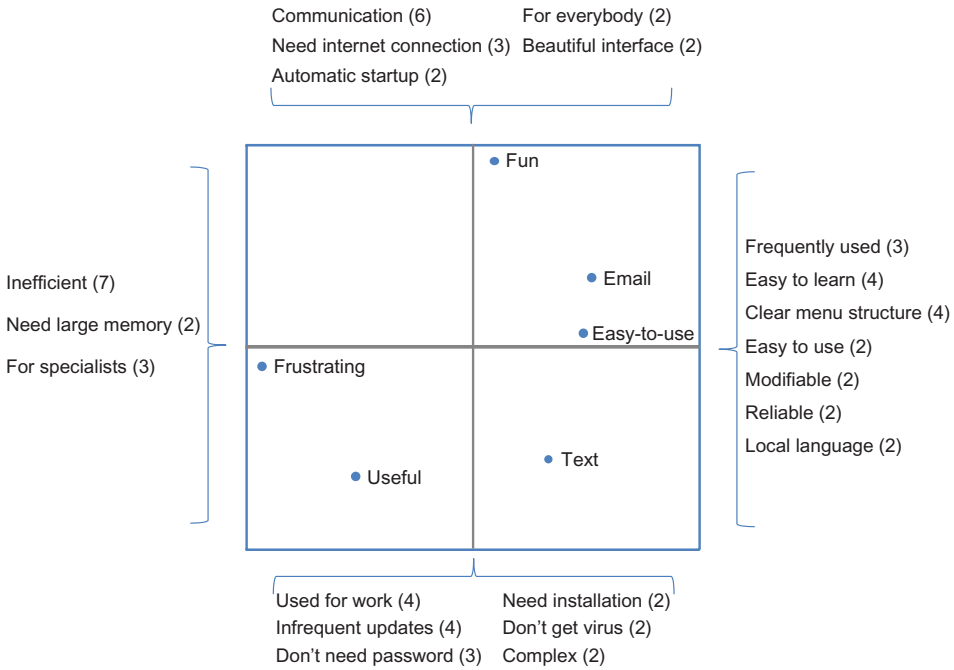 Communication (6)
For everybody (2)
Need internet connection (3)
Beautiful interface (2)
Automatic startup (2)
Fun
Email
Easy-to-use
Frustrating
Useful
Text
Inefficient (7)
Need large memory (2)
For specialists (3)
Frequently used (3)
Easy to learn (4)
Clear menu structure (4)
Easy to use (2)
Modifiable (2)
Reliable (2)
Local language (2)
Used for work (4)
Need installation (2)
Infrequent updates (4)
Don’t get virus (2)
Don’t need password (3)
Complex (2)